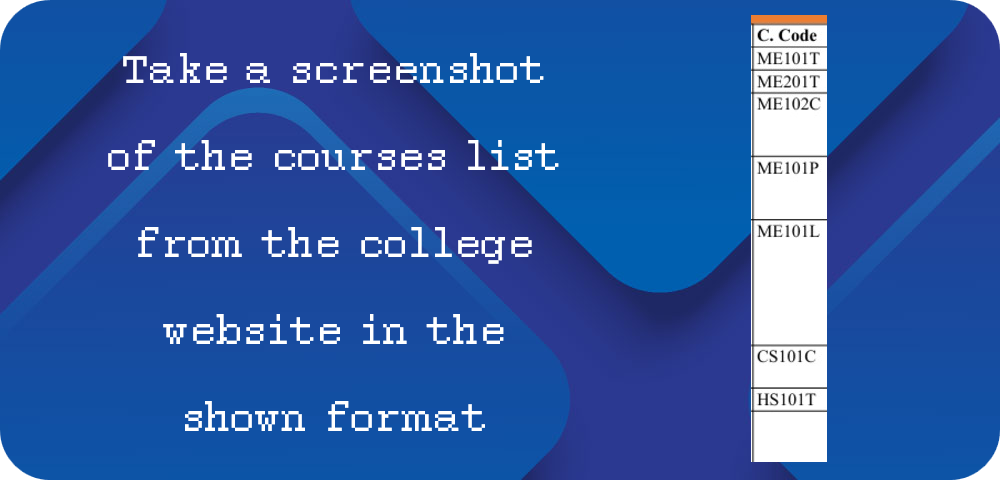 Take a screenshot
of the courses list
from the college
website in the
shown format
C. Code
ME101T
ME201T
ME102C
ME101P
ME101L
CS101C
HS101T